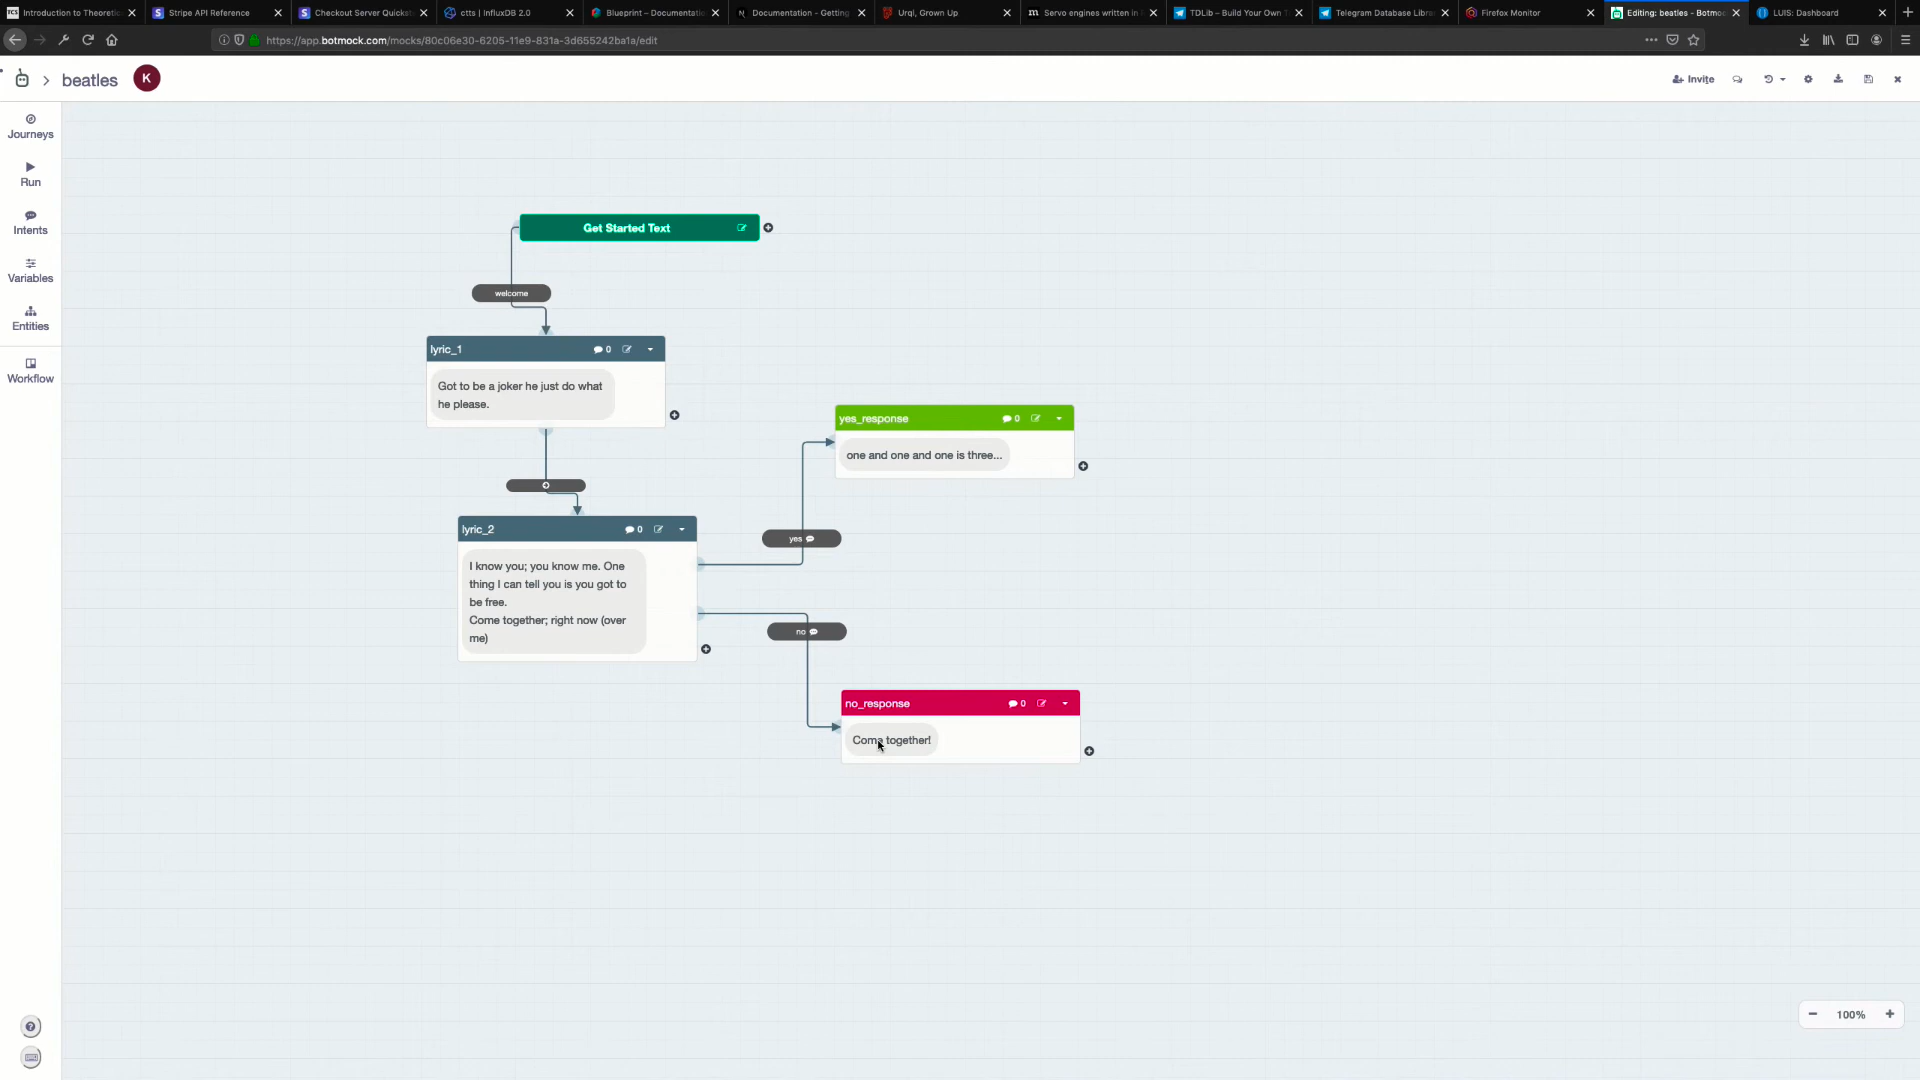 Introduction to Theoretic
Stripe API Reference
Checkout Server Quickst
ctts | InfluxDB 2.0
Blueprint – Documentatio
Documentation - Getting
Urql, Grown Up
Servo engines written in
TDLib – Build Your Own T
Telegram Database Libra
Firefox Monitor
Editing: beatles - Botmo
LUIS: Dashboard
https://app.botmock.com/mocks/80c06e30-6205-11e9-831a-3d655242ba1a/edit
beatles
K
Invite
Journeys
Run
Intents
Variables
Entities
Workflow
Get Started Text
welcome
lyric_1
0
Got to be a joker he just do what
he please.
yes_response
0
one and one and one is three...
lyric_2
0
yes
I know you; you know me. One
thing I can tell you is you got to
be free.
Come together; right now (over
me)
no
no_response
0
Come together!
100%